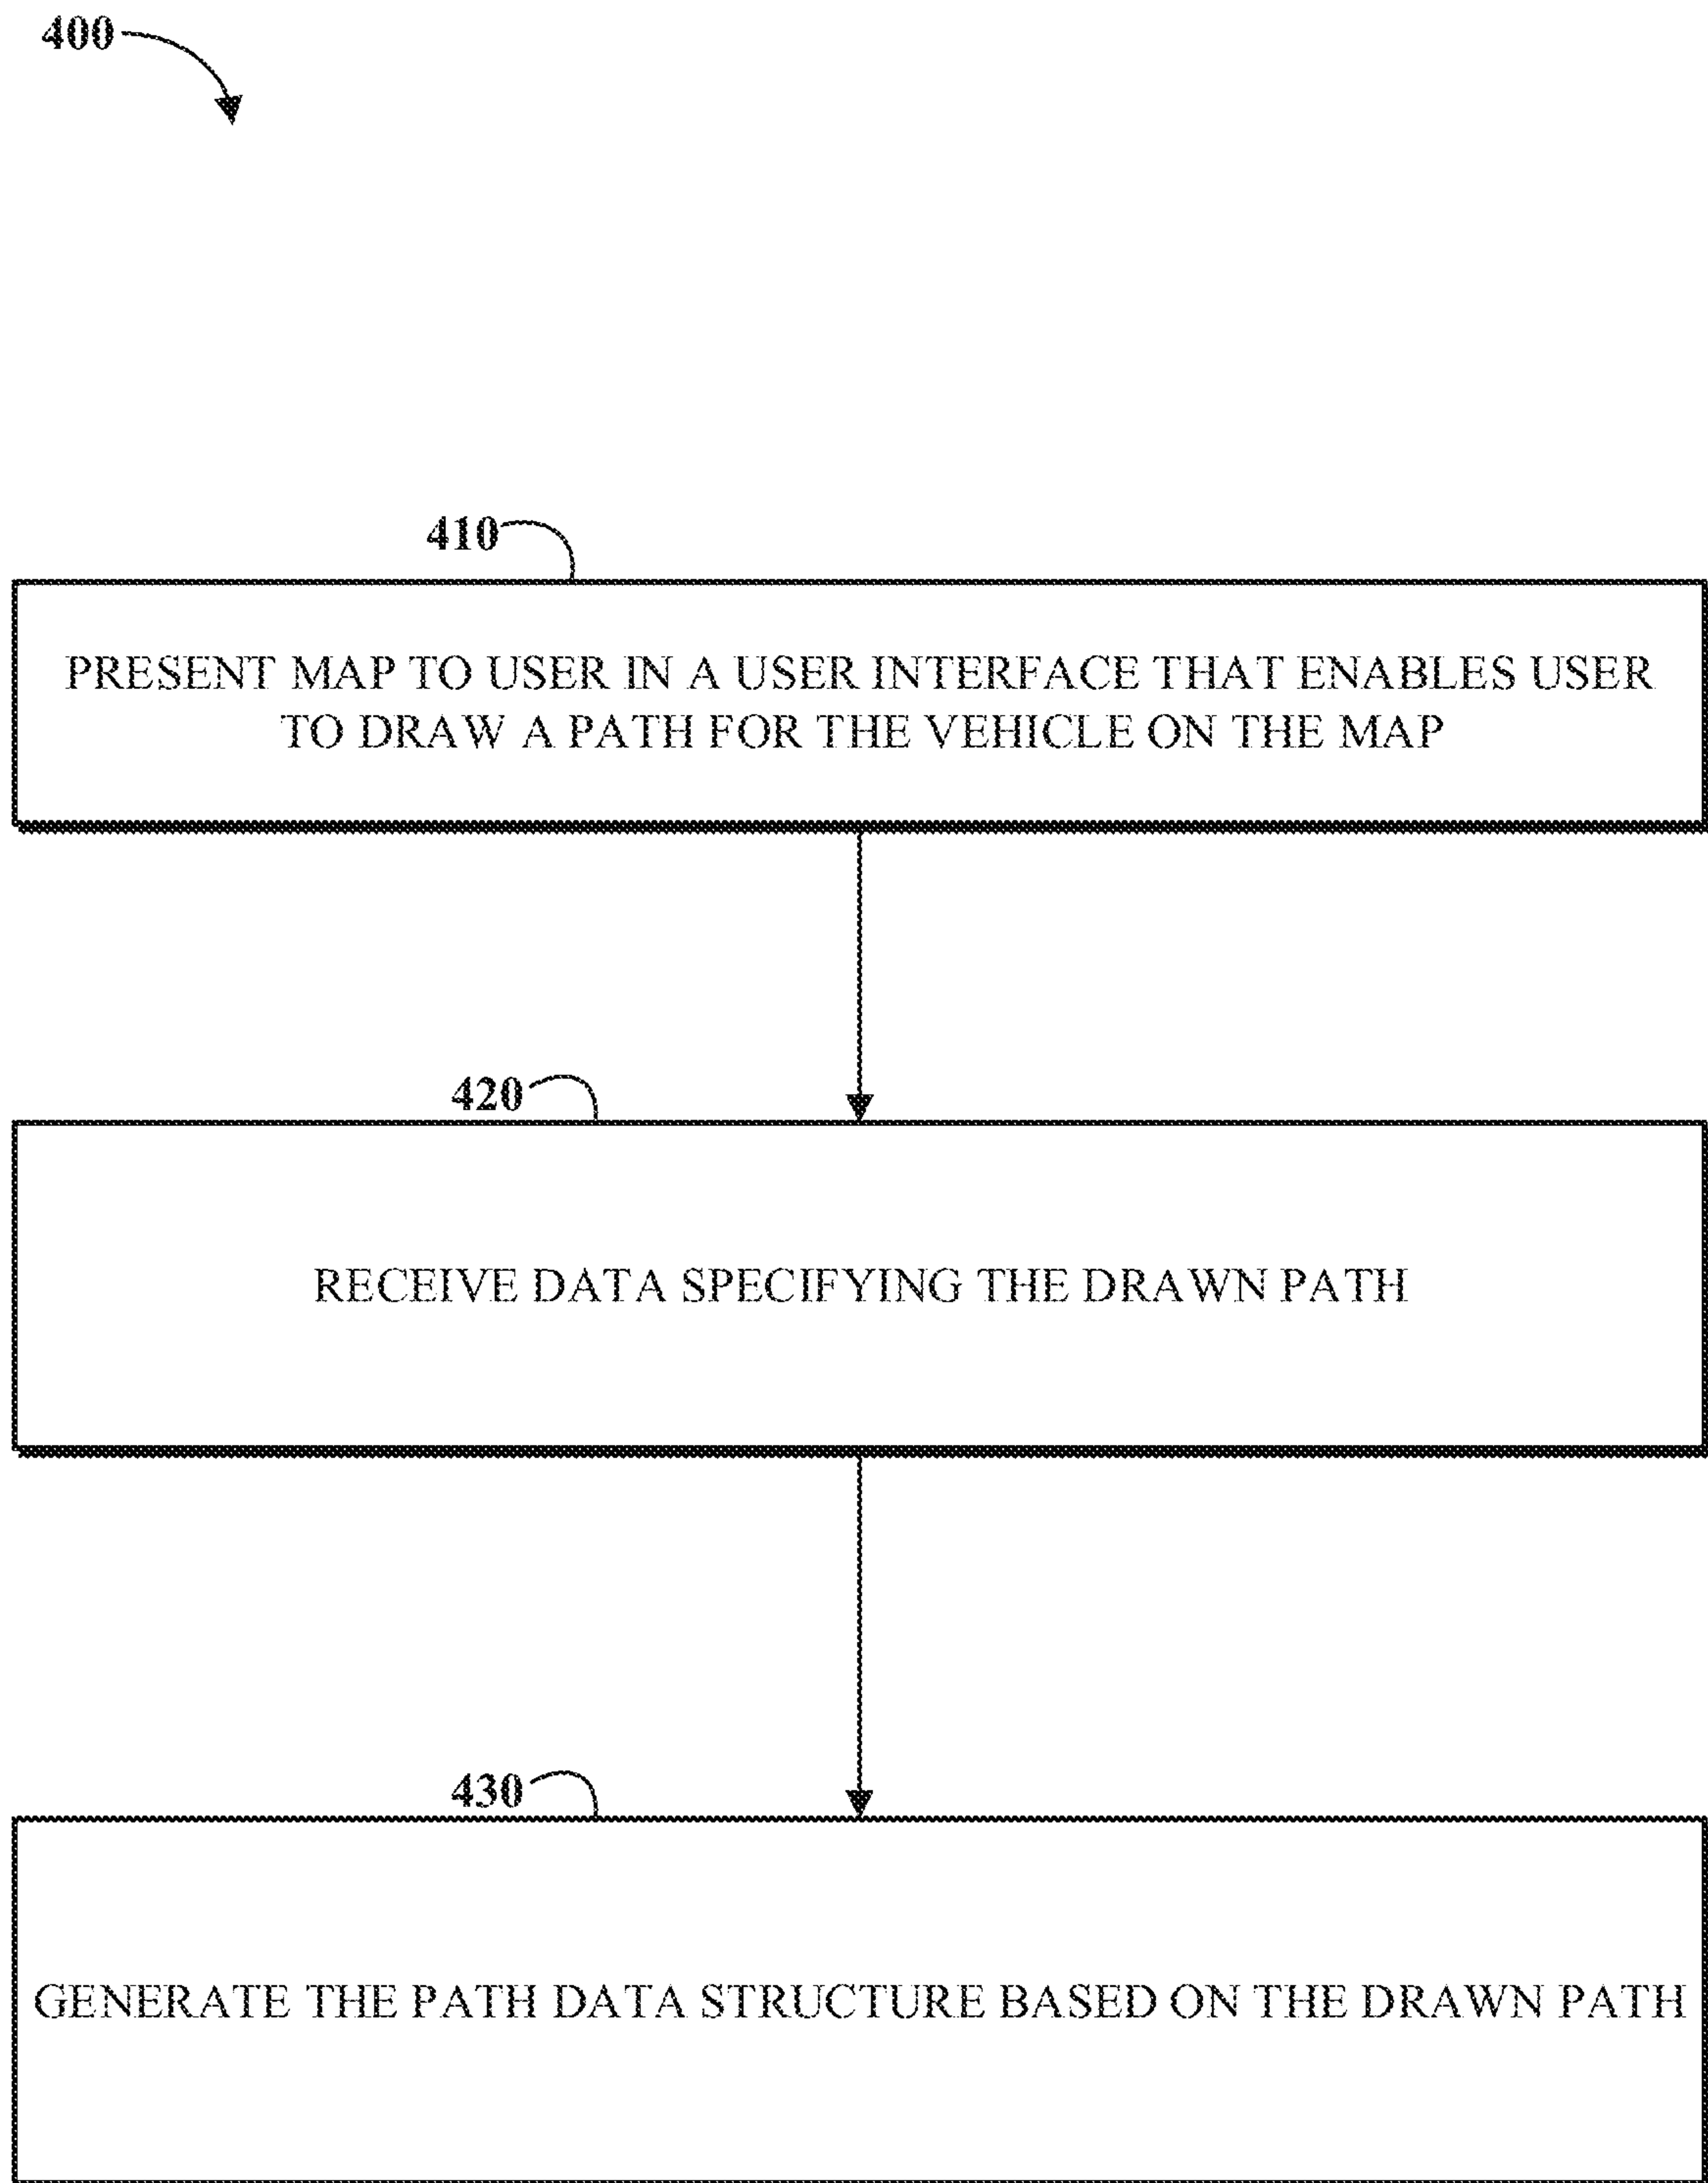 400
410
PRESENT MAP TO USER IN A USER INTERFACE THAT ENABLES USER
TO DRAW A PATH FOR THE VEHICLE ON THE MAP
420
RECEIVE DATA SPECIFYING THE DRAWN PATH
430
GENERATE THE PATH DATA STRUCTURE BASED ON THE DRAWN PATH